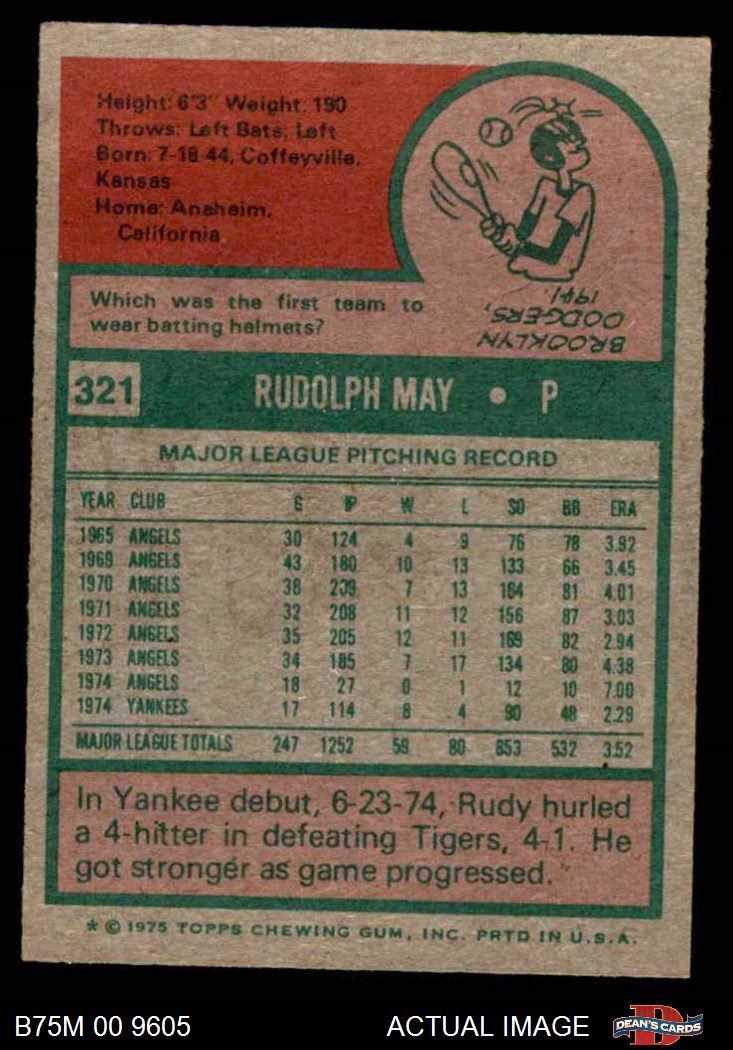 Height: 6'3" Weight: 190
Throws: Left Bats: Left
Born: 7-18-44, Coffeyville,
Kansas
Home: Anaheim,
California
Which was the first team to
wear batting helmets?
BROOKLYN
DODGERS,
1941
321 RUDOLPH MAY • P
MAJOR LEAGUE PITCHING RECORD
YEAR CLUB G IP W L SO BB ERA
1965 ANGELS 30 124 4 9 76 78 3.92
1969 ANGELS 43 180 10 13 133 66 3.45
1970 ANGELS 38 209 7 13 164 81 4.01
1971 ANGELS 32 208 11 12 156 87 3.03
1972 ANGELS 35 205 12 11 169 82 2.94
1973 ANGELS 34 185 7 17 134 80 4.38
1974 ANGELS 18 27 0 1 12 10 7.00
1974 YANKEES 17 114 8 4 90 48 2.29
MAJOR LEAGUE TOTALS 247 1252 59 80 853 532 3.52
In Yankee debut, 6-23-74, Rudy hurled
a 4-hitter in defeating Tigers, 4-1. He
got stronger as game progressed.
* © 1975 TOPPS CHEWING GUM, INC. PRTD IN U.S.A.
B75M 00 9605 ACTUAL IMAGE DEAN'S CARDS